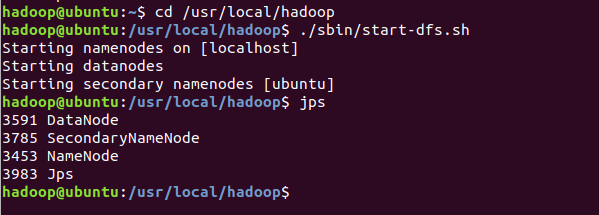 hadoop@ubuntu:~$ cd /usr/local/hadoop
hadoop@ubuntu:/usr/local/hadoop$ ./sbin/start-dfs.sh
Starting namenodes on [localhost]
Starting datanodes
Starting secondary namenodes [ubuntu]
hadoop@ubuntu:/usr/local/hadoop$ jps
3591 DataNode
3785 SecondaryNameNode
3453 NameNode
3983 Jps
hadoop@ubuntu:/usr/local/hadoop$